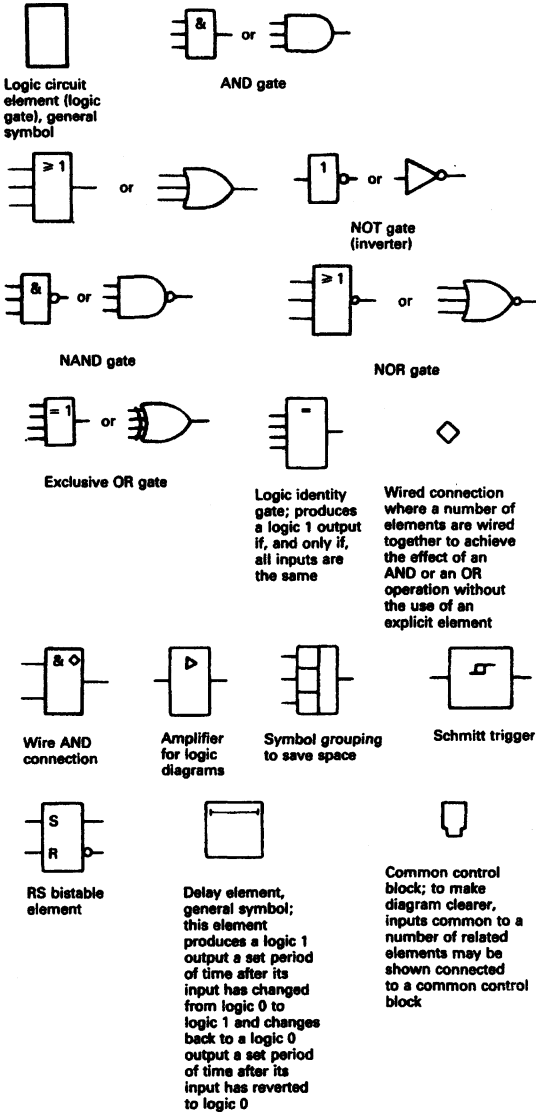 & or
Logic circuit
element (logic
gate), general
symbol
AND gate
⩾ 1 or
1 or
NOT gate
(inverter)
& or
NAND gate
⩾ 1 or
NOR gate
= 1 or
Exclusive OR gate
=
Logic identity
gate; produces
a logic 1 output
if, and only if,
all inputs are
the same
Wired connection
where a number of
elements are wired
together to achieve
the effect of an
AND or an OR
operation without
the use of an
explicit element
&
Wire AND
connection
Amplifier
for logic
diagrams
Symbol grouping
to save space
Schmitt trigger
S
R
RS bistable
element
Delay element,
general symbol;
this element
produces a logic 1
output a set period
of time after its
input has changed
from logic 0 to
logic 1 and changes
back to a logic 0
output a set period
of time after its
input has reverted
to logic 0
Common control
block; to make
diagram clearer,
inputs common to a
number of related
elements may be
shown connected
to a common control
block